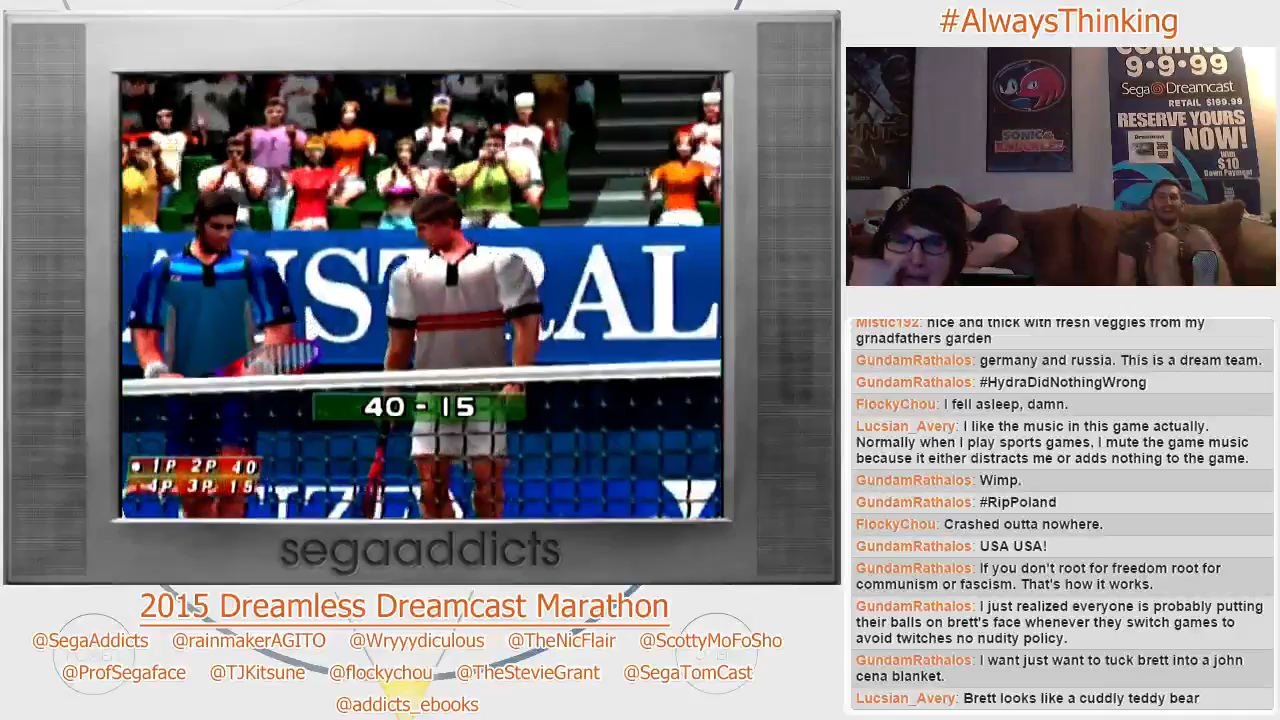 #AlwaysThinking
COMING
9·9·99
Sega Dreamcast
RETAIL $199.99
RESERVE YOURS
NOW!
$10
Down Payment
SONIC &
KNUCKLES
AUSTRAL
40 - 15
1P 2P 40
4P 3P 15
segaaddicts
2015 Dreamless Dreamcast Marathon
@SegaAddicts @rainmakerAGITO @Wryyydiculous @TheNicFlair @ScottyMoFoSho
@ProfSegaface @TJKitsune @flockychou @TheStevieGrant @SegaTomCast
@addicts_ebooks
Mistic192: nice and thick with fresh veggies from my
grnadfathers garden
GundamRathalos: germany and russia. This is a dream team.
GundamRathalos: #HydraDidNothingWrong
FlockyChou: I fell asleep, damn.
Lucsian_Avery: I like the music in this game actually.
Normally when I play sports games, I mute the game music
because it either distracts me or adds nothing to the game.
GundamRathalos: Wimp.
GundamRathalos: #RipPoland
FlockyChou: Crashed outta nowhere.
GundamRathalos: USA USA!
GundamRathalos: If you don't root for freedom root for
communism or fascism. That's how it works.
GundamRathalos: I just realized everyone is probably putting
their balls on brett's face whenever they switch games to
avoid twitches no nudity policy.
GundamRathalos: I want just want to tuck brett into a john
cena blanket.
Lucsian_Avery: Brett looks like a cuddly teddy bear